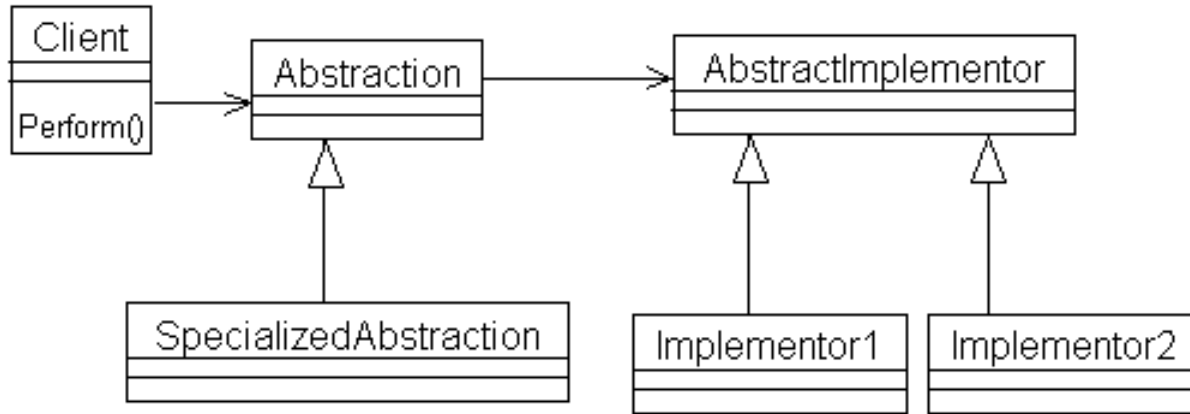 Client
Perform()
Abstraction
AbstractImplementor
SpecializedAbstraction
Implementor1
Implementor2